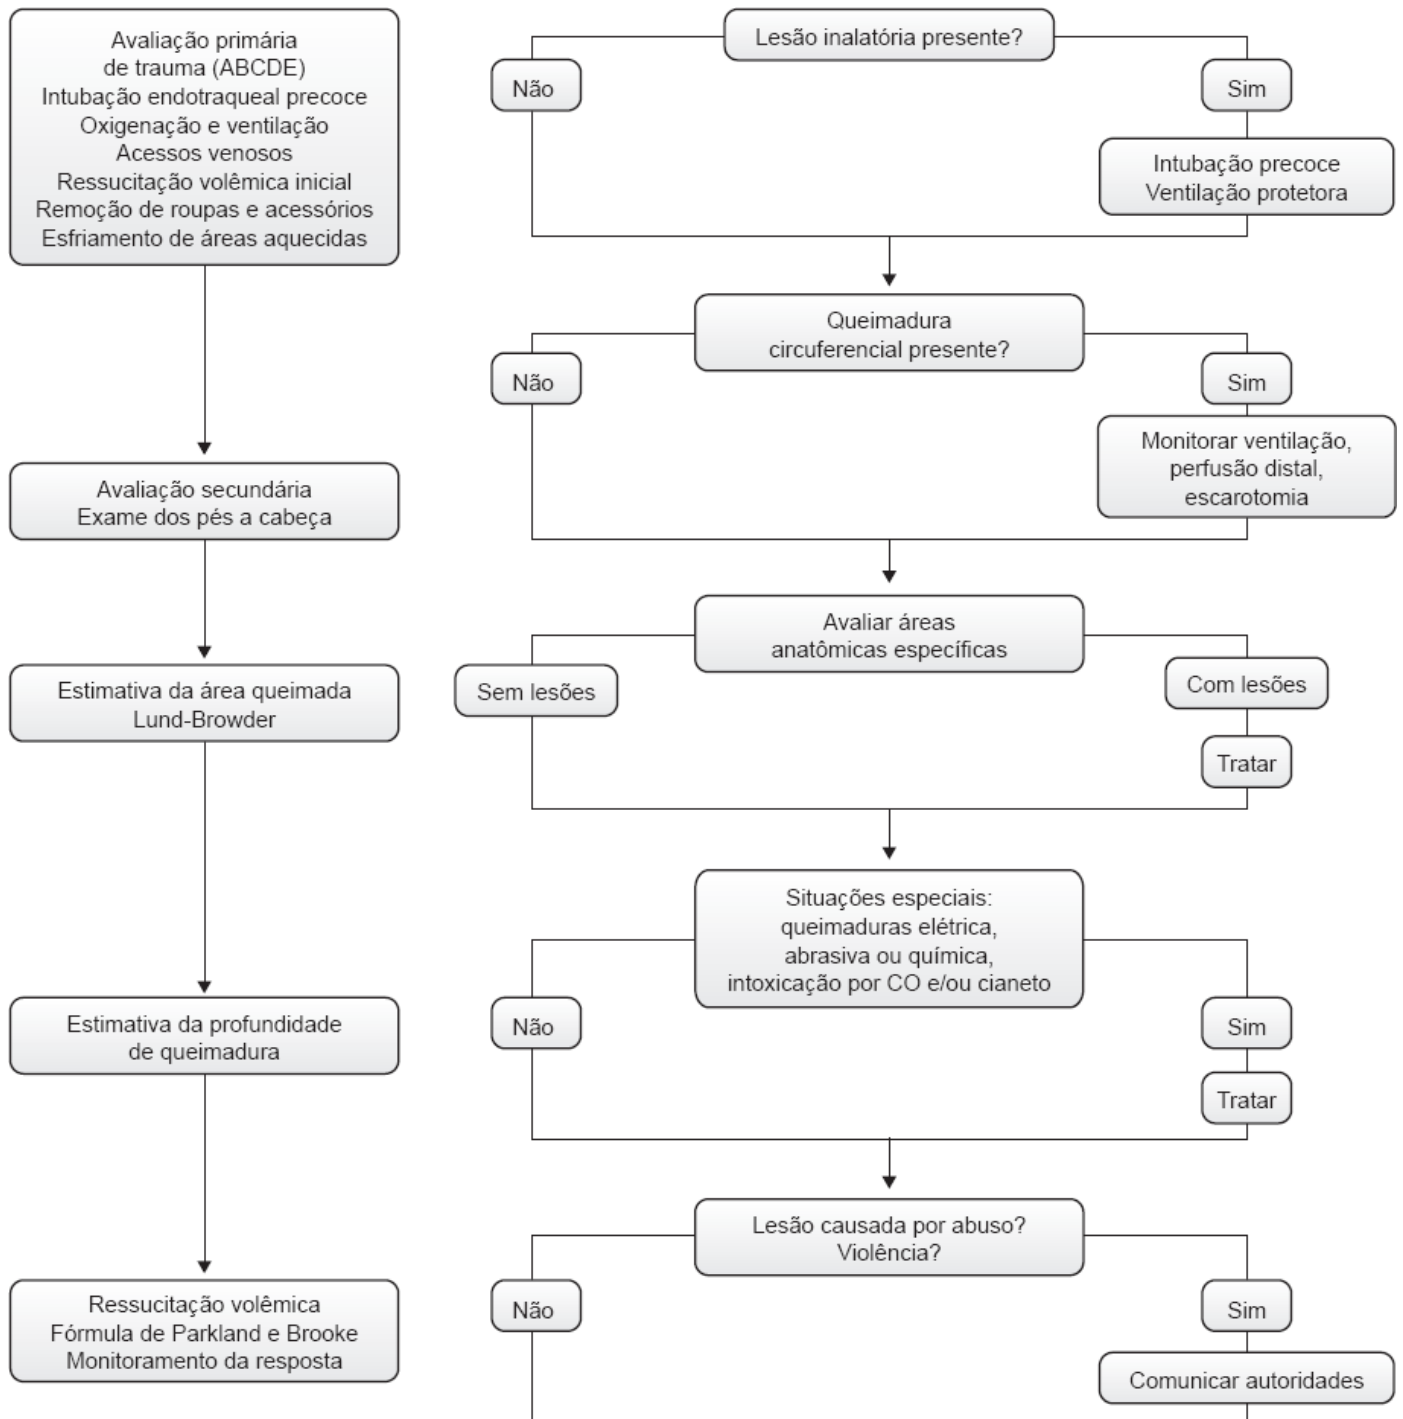 Avaliação primária
de trauma (ABCDE)
Intubação endotraqueal precoce
Oxigenação e ventilação
Acessos venosos
Ressucitação volêmica inicial
Remoção de roupas e acessórios
Esfriamento de áreas aquecidas
Avaliação secundária
Exame dos pés a cabeça
Estimativa da área queimada
Lund-Browder
Estimativa da profundidade
de queimadura
Ressucitação volêmica
Fórmula de Parkland e Brooke
Monitoramento da resposta
Lesão inalatória presente?
Não
Sim
Intubação precoce
Ventilação protetora
Queimadura
circuferencial presente?
Não
Sim
Monitorar ventilação,
perfusão distal,
escarotomia
Avaliar áreas
anatômicas específicas
Sem lesões
Com lesões
Tratar
Situações especiais:
queimaduras elétrica,
abrasiva ou química,
intoxicação por CO e/ou cianeto
Não
Sim
Tratar
Lesão causada por abuso?
Violência?
Não
Sim
Comunicar autoridades